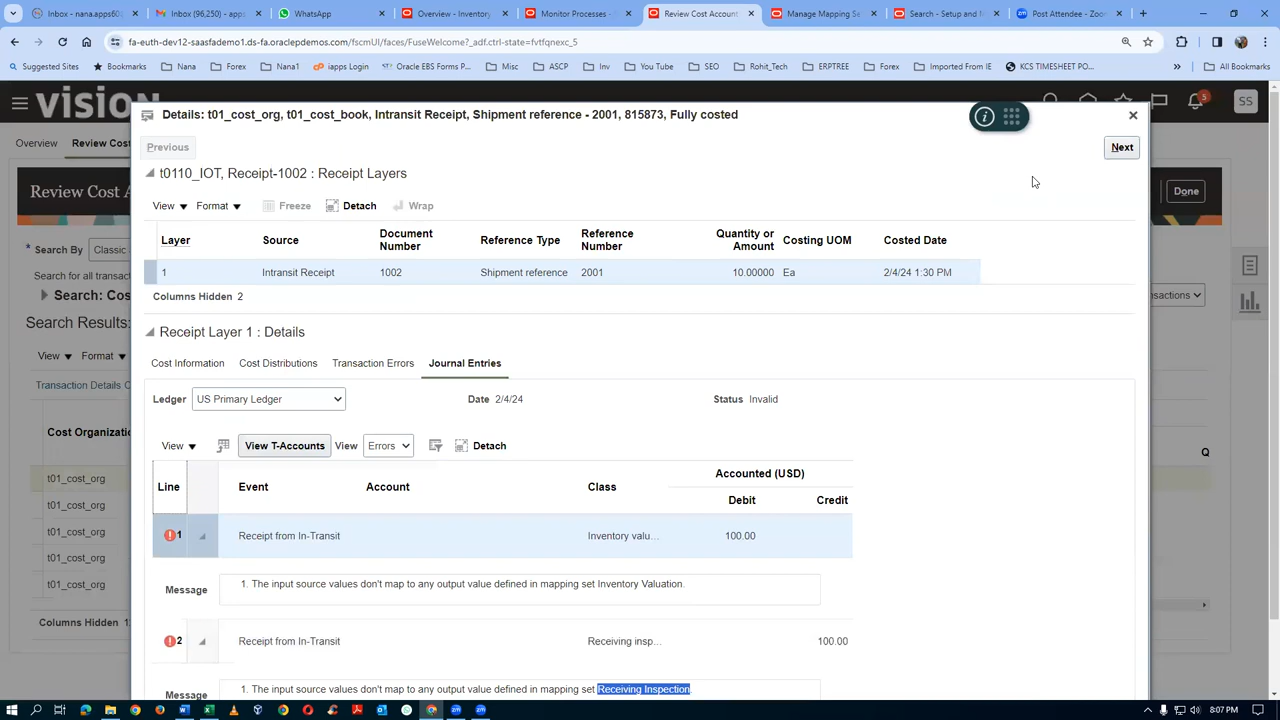 Inbox - nana.apps60
Inbox (96,250) - apps
WhatsApp
Overview - Inventory
Monitor Processes - S
Review Cost Account
Manage Mapping Se
Search - Setup and M
Post Attendee - Zoo
fa-euth-dev12-saasfademo1.ds-fa.oraclepdemos.com/fscmUI/faces/FuseWelcome?_adf.ctrl-state=fvtfqnexc_5
Suggested Sites
Bookmarks
Nana
Forex
Nana1
iapps Login
Oracle EBS Forms P...
Misc
ASCP
Inv
You Tube
SEO
Rohit_Tech
ERPTREE
Forex
Imported From IE
KCS TIMESHEET PO...
All Bookmarks
vision
5
SS
Overview
Review Cos
Review Cost A
Done
* Search By Classic
Search for all transac
Search: Cos
Search Results:
View Format
Transaction Details C
Cost Organizatio
t01_cost_org
t01_cost_org
t01_cost_org
t01_cost_org
t01_cost_org
Columns Hidden 1
nsactions
Q
Details: t01_cost_org, t01_cost_book, Intransit Receipt, Shipment reference - 2001, 815873, Fully costed
Previous
Next
t0110_IOT, Receipt-1002 : Receipt Layers
View Format Freeze Detach Wrap
Layer Source Document Number Reference Type Reference Number Quantity or Amount Costing UOM Costed Date
1 Intransit Receipt 1002 Shipment reference 2001 10.00000 Ea 2/4/24 1:30 PM
Columns Hidden 2
Receipt Layer 1 : Details
Cost Information Cost Distributions Transaction Errors Journal Entries
Ledger US Primary Ledger Date 2/4/24 Status Invalid
View View T-Accounts View Errors Detach
Accounted (USD)
Line Event Account Class Debit Credit
1 Receipt from In-Transit Inventory valu... 100.00
Message 1. The input source values don't map to any output value defined in mapping set Inventory Valuation.
2 Receipt from In-Transit Receiving insp... 100.00
Message 1. The input source values don't map to any output value defined in mapping set Receiving Inspection.
8:07 PM